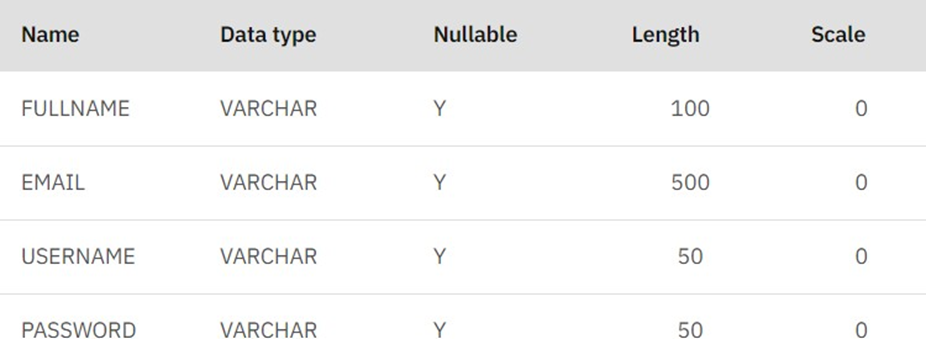 Name Data type Nullable Length Scale
FULLNAME VARCHAR Y 100 0
EMAIL VARCHAR Y 500 0
USERNAME VARCHAR Y 50 0
PASSWORD VARCHAR Y 50 0